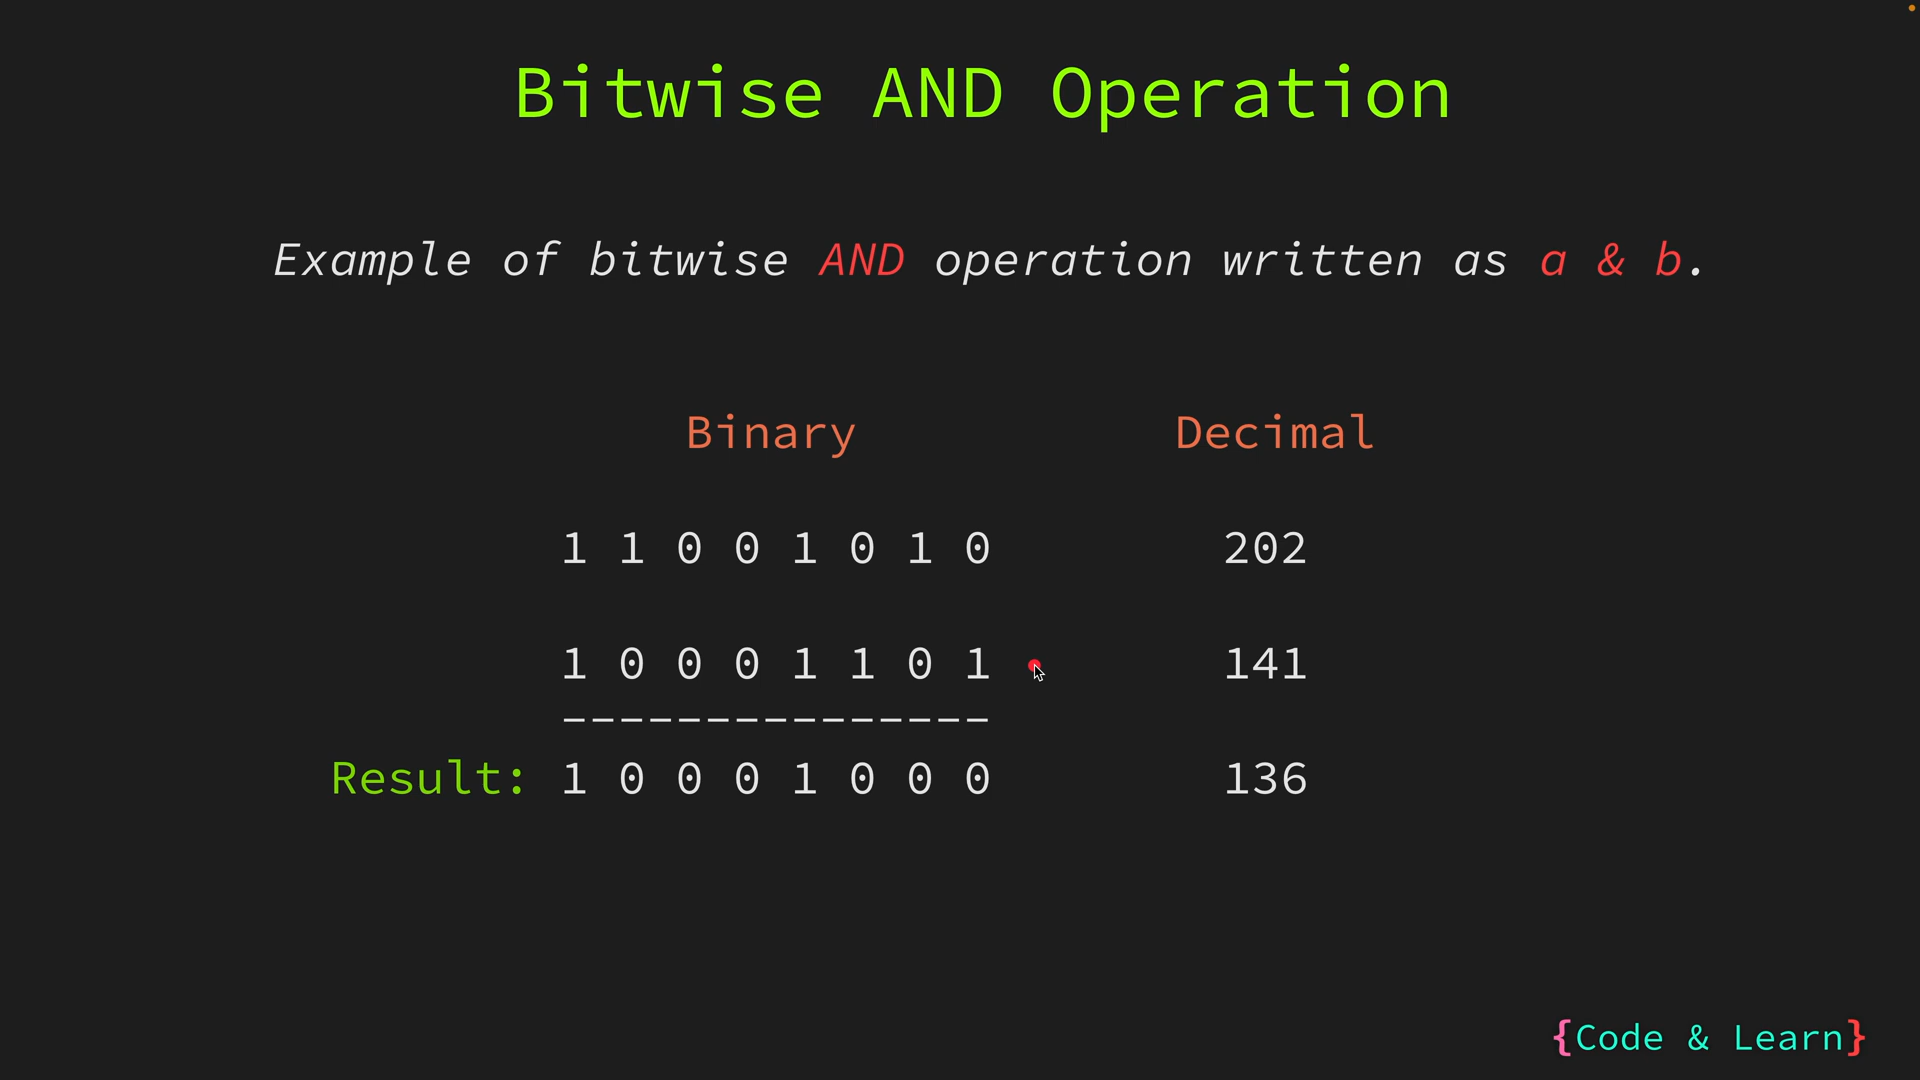 Bitwise AND Operation
Example of bitwise AND operation written as a & b.
Binary Decimal
1 1 0 0 1 0 1 0 202
1 0 0 0 1 1 0 1 141
---------------
Result: 1 0 0 0 1 0 0 0 136
{Code & Learn}